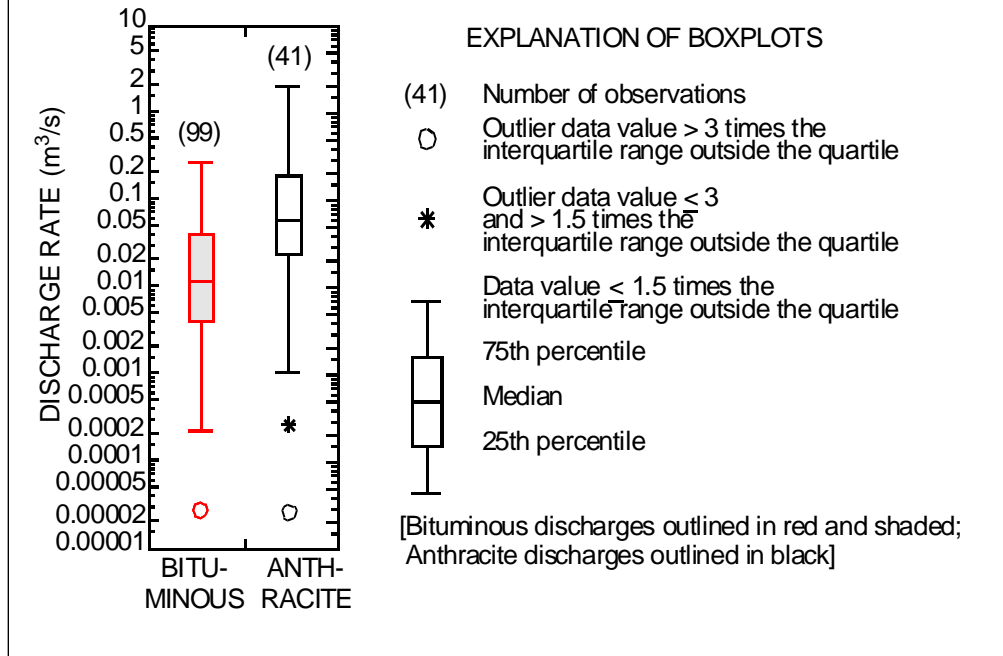 10
5
2
1
0.5
0.2
0.1
0.05
0.02
0.01
0.005
0.002
0.001
0.0005
0.0002
0.0001
0.00005
0.00002
0.00001
DISCHARGE RATE (m³/s)
(99)
(41)
BITU-
MINOUS
ANTH-
RACITE
EXPLANATION OF BOXPLOTS
(41) Number of observations
Outlier data value > 3 times the
interquartile range outside the quartile
Outlier data value ≤ 3
and > 1.5 times the
interquartile range outside the quartile
Data value ≤ 1.5 times the
interquartile range outside the quartile
75th percentile
Median
25th percentile
[Bituminous discharges outlined in red and shaded;
Anthracite discharges outlined in black]